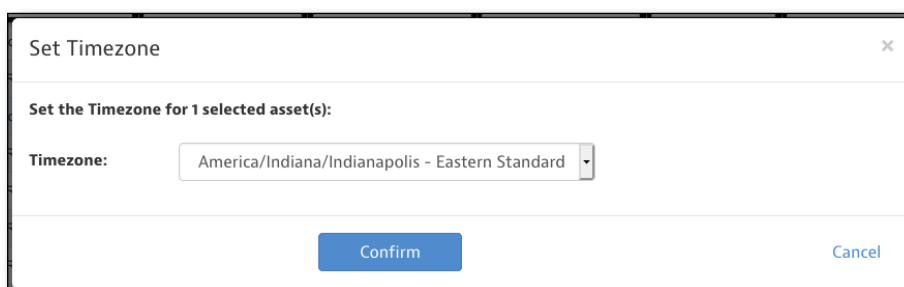 Set Timezone
×
Set the Timezone for 1 selected asset(s):
Timezone: America/Indiana/Indianapolis - Eastern Standard
Confirm Cancel